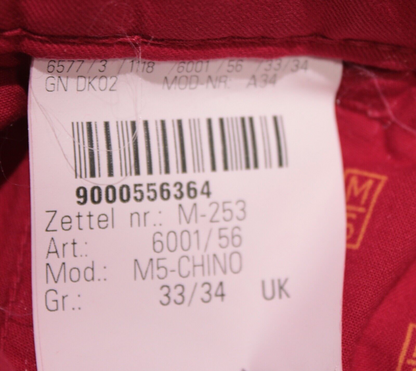 6577 / 3 / 1118 / 6001 / 56 / 33/34
GN DK02 MOD-NR: A34
9000556364
Zettel nr.: M-253
Art.: 6001/56
Mod.: M5-CHINO
Gr.: 33/34 UK
M